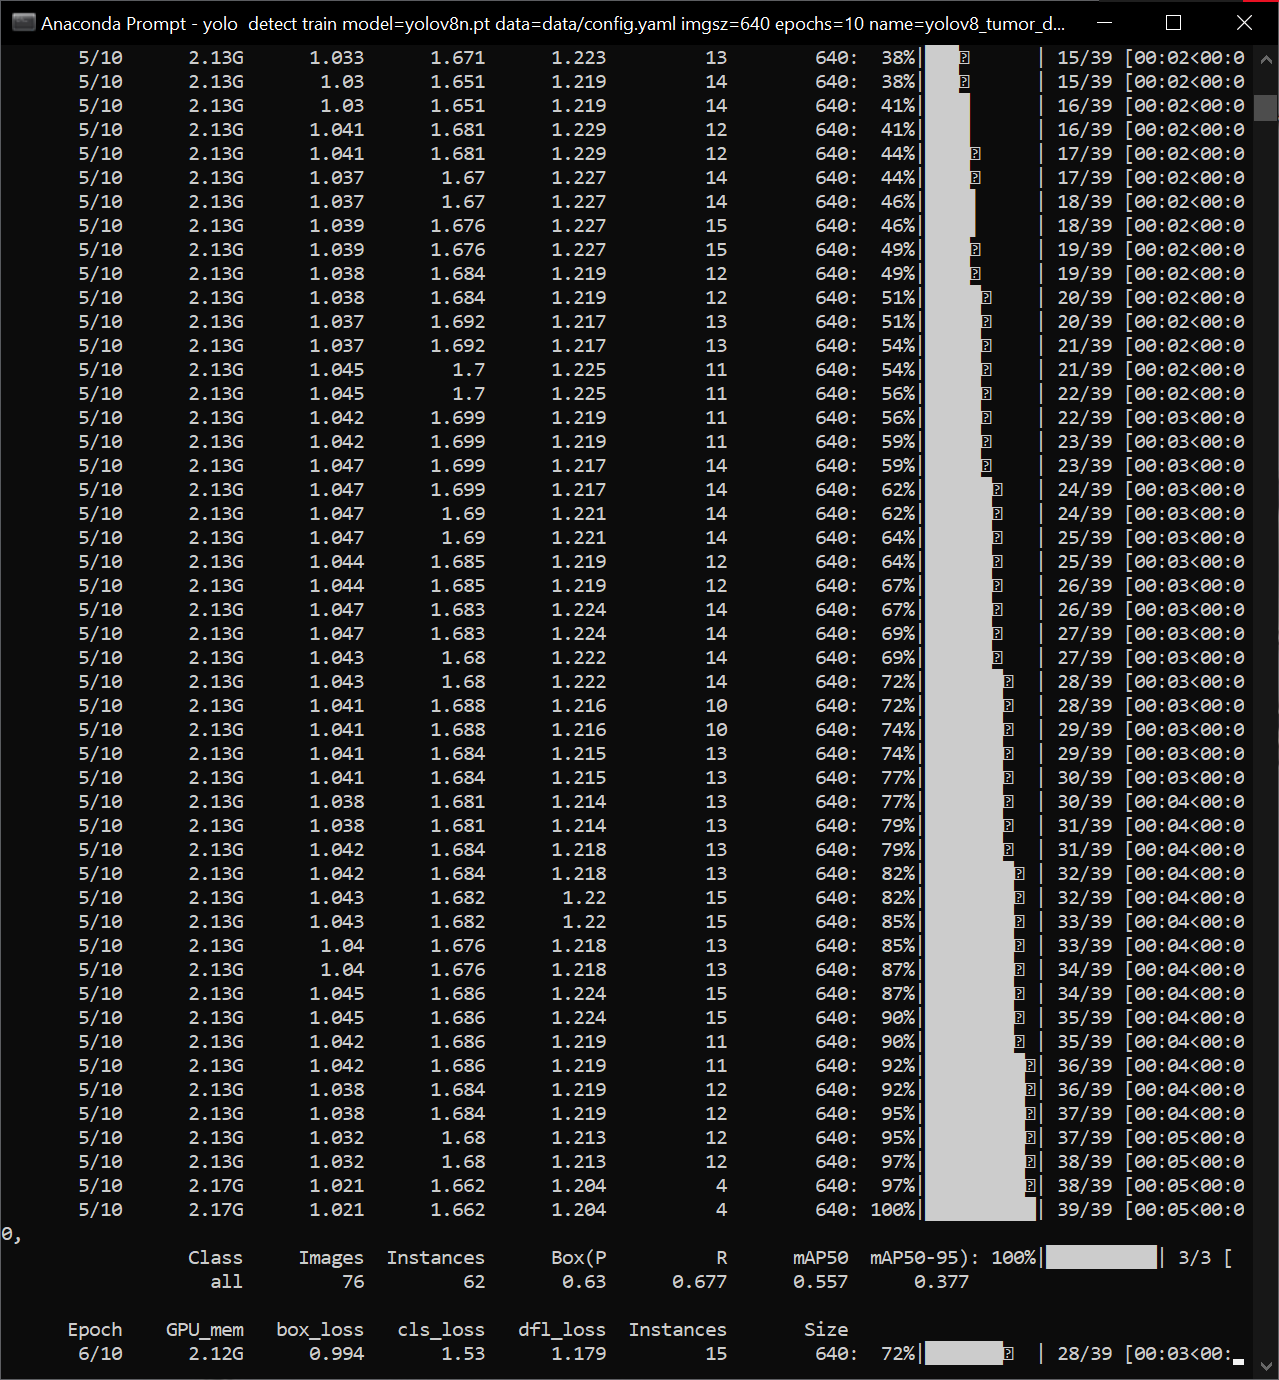 Anaconda Prompt - yolo  detect train model=yolov8n.pt data=data/config.yaml imgsz=640 epochs=10 name=yolov8_tumor_d...
5/10 2.13G 1.033 1.671 1.223 13 640: 38%| | 15/39 [00:02<00:0
5/10 2.13G 1.03 1.651 1.219 14 640: 38%| | 15/39 [00:02<00:0
5/10 2.13G 1.03 1.651 1.219 14 640: 41%| | 16/39 [00:02<00:0
5/10 2.13G 1.041 1.681 1.229 12 640: 41%| | 16/39 [00:02<00:0
5/10 2.13G 1.041 1.681 1.229 12 640: 44%| | 17/39 [00:02<00:0
5/10 2.13G 1.037 1.67 1.227 14 640: 44%| | 17/39 [00:02<00:0
5/10 2.13G 1.037 1.67 1.227 14 640: 46%| | 18/39 [00:02<00:0
5/10 2.13G 1.039 1.676 1.227 15 640: 46%| | 18/39 [00:02<00:0
5/10 2.13G 1.039 1.676 1.227 15 640: 49%| | 19/39 [00:02<00:0
5/10 2.13G 1.038 1.684 1.219 12 640: 49%| | 19/39 [00:02<00:0
5/10 2.13G 1.038 1.684 1.219 12 640: 51%| | 20/39 [00:02<00:0
5/10 2.13G 1.037 1.692 1.217 13 640: 51%| | 20/39 [00:02<00:0
5/10 2.13G 1.037 1.692 1.217 13 640: 54%| | 21/39 [00:02<00:0
5/10 2.13G 1.045 1.7 1.225 11 640: 54%| | 21/39 [00:02<00:0
5/10 2.13G 1.045 1.7 1.225 11 640: 56%| | 22/39 [00:02<00:0
5/10 2.13G 1.042 1.699 1.219 11 640: 56%| | 22/39 [00:03<00:0
5/10 2.13G 1.042 1.699 1.219 11 640: 59%| | 23/39 [00:03<00:0
5/10 2.13G 1.047 1.699 1.217 14 640: 59%| | 23/39 [00:03<00:0
5/10 2.13G 1.047 1.699 1.217 14 640: 62%| | 24/39 [00:03<00:0
5/10 2.13G 1.047 1.69 1.221 14 640: 62%| | 24/39 [00:03<00:0
5/10 2.13G 1.047 1.69 1.221 14 640: 64%| | 25/39 [00:03<00:0
5/10 2.13G 1.044 1.685 1.219 12 640: 64%| | 25/39 [00:03<00:0
5/10 2.13G 1.044 1.685 1.219 12 640: 67%| | 26/39 [00:03<00:0
5/10 2.13G 1.047 1.683 1.224 14 640: 67%| | 26/39 [00:03<00:0
5/10 2.13G 1.047 1.683 1.224 14 640: 69%| | 27/39 [00:03<00:0
5/10 2.13G 1.043 1.68 1.222 14 640: 69%| | 27/39 [00:03<00:0
5/10 2.13G 1.043 1.68 1.222 14 640: 72%| | 28/39 [00:03<00:0
5/10 2.13G 1.041 1.688 1.216 10 640: 72%| | 28/39 [00:03<00:0
5/10 2.13G 1.041 1.688 1.216 10 640: 74%| | 29/39 [00:03<00:0
5/10 2.13G 1.041 1.684 1.215 13 640: 74%| | 29/39 [00:03<00:0
5/10 2.13G 1.041 1.684 1.215 13 640: 77%| | 30/39 [00:03<00:0
5/10 2.13G 1.038 1.681 1.214 13 640: 77%| | 30/39 [00:04<00:0
5/10 2.13G 1.038 1.681 1.214 13 640: 79%| | 31/39 [00:04<00:0
5/10 2.13G 1.042 1.684 1.218 13 640: 79%| | 31/39 [00:04<00:0
5/10 2.13G 1.042 1.684 1.218 13 640: 82%| | 32/39 [00:04<00:0
5/10 2.13G 1.043 1.682 1.22 15 640: 82%| | 32/39 [00:04<00:0
5/10 2.13G 1.043 1.682 1.22 15 640: 85%| | 33/39 [00:04<00:0
5/10 2.13G 1.04 1.676 1.218 13 640: 85%| | 33/39 [00:04<00:0
5/10 2.13G 1.04 1.676 1.218 13 640: 87%| | 34/39 [00:04<00:0
5/10 2.13G 1.045 1.686 1.224 15 640: 87%| | 34/39 [00:04<00:0
5/10 2.13G 1.045 1.686 1.224 15 640: 90%| | 35/39 [00:04<00:0
5/10 2.13G 1.042 1.686 1.219 11 640: 90%| | 35/39 [00:04<00:0
5/10 2.13G 1.042 1.686 1.219 11 640: 92%| | 36/39 [00:04<00:0
5/10 2.13G 1.038 1.684 1.219 12 640: 92%| | 36/39 [00:04<00:0
5/10 2.13G 1.038 1.684 1.219 12 640: 95%| | 37/39 [00:04<00:0
5/10 2.13G 1.032 1.68 1.213 12 640: 95%| | 37/39 [00:05<00:0
5/10 2.13G 1.032 1.68 1.213 12 640: 97%| | 38/39 [00:05<00:0
5/10 2.17G 1.021 1.662 1.204 4 640: 97%| | 38/39 [00:05<00:0
5/10 2.17G 1.021 1.662 1.204 4 640: 100%| | 39/39 [00:05<00:0
0,
Class Images Instances Box(P R mAP50 mAP50-95): 100%| | 3/3 [
all 76 62 0.63 0.677 0.557 0.377
Epoch GPU_mem box_loss cls_loss dfl_loss Instances Size
6/10 2.12G 0.994 1.53 1.179 15 640: 72%| | 28/39 [00:03<00: